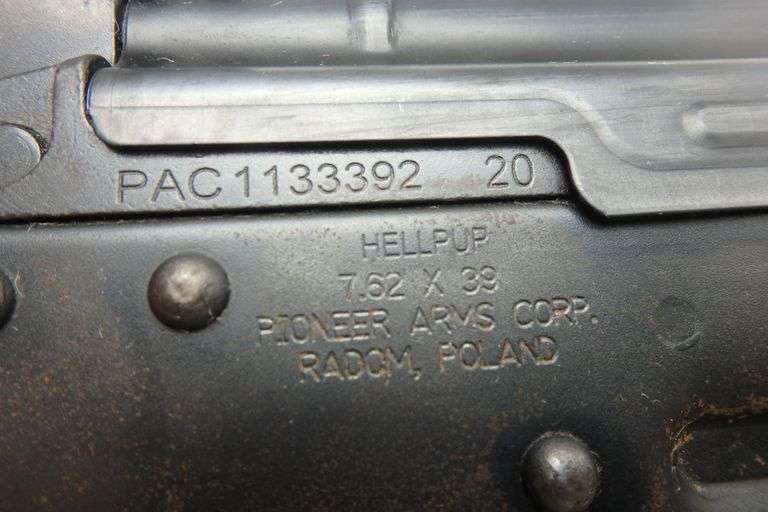 PAC1133392 20
HELLPUP
7.62 X 39
PIONEER ARMS CORP.
RADOM, POLAND